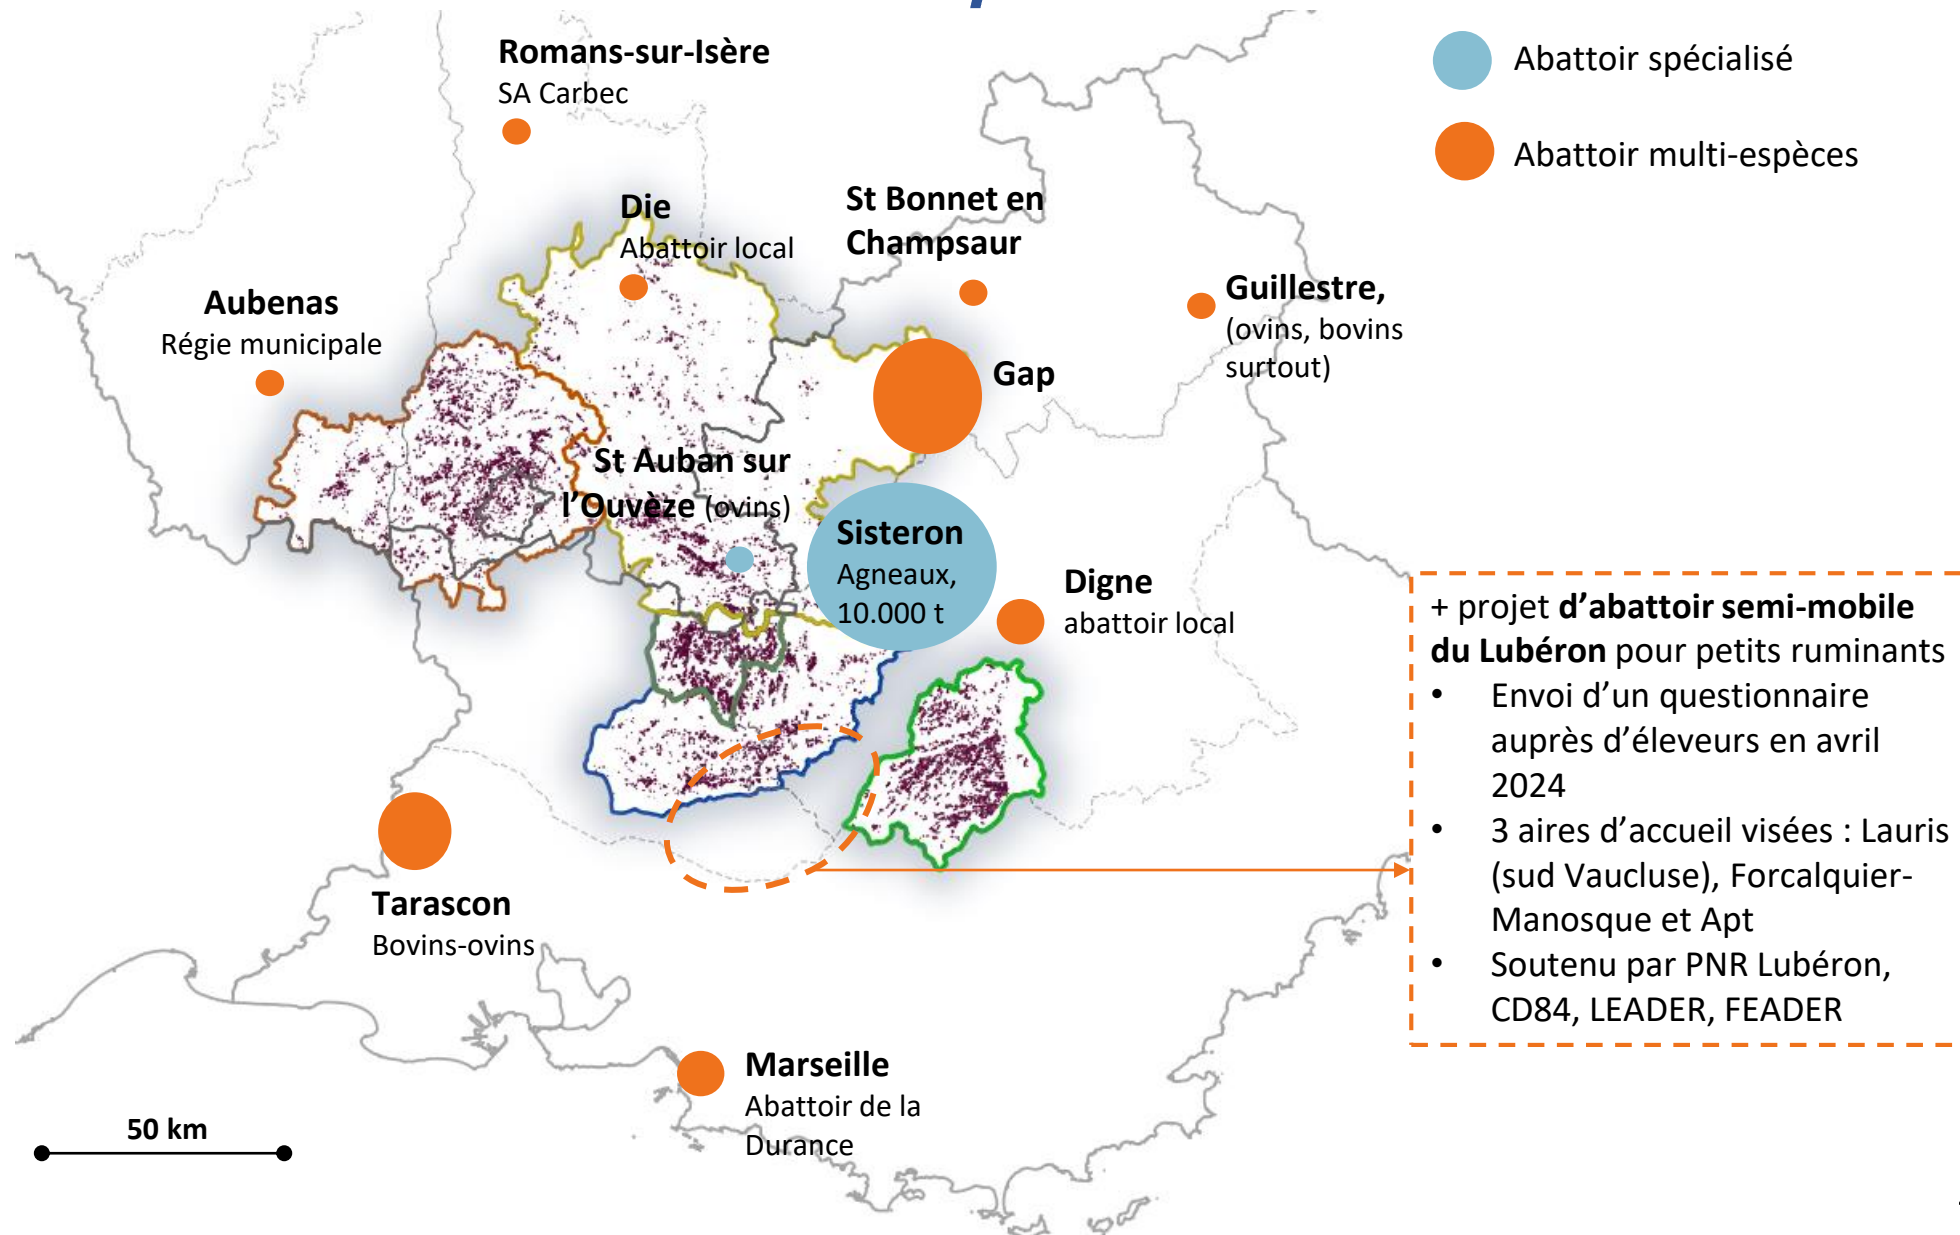 Romans-sur-Isère
SA Carbec
Abattoir spécialisé
Abattoir multi-espèces
Die
Abattoir local
St Bonnet en
Champsaur
Aubenas
Régie municipale
Guillestre,
(ovins, bovins
surtout)
Gap
St Auban sur
l'Ouvèze (ovins)
Sisteron
Agneaux,
10.000 t
Digne
abattoir local
+ projet d'abattoir semi-mobile
du Lubéron pour petits ruminants
• Envoi d'un questionnaire
auprès d'éleveurs en avril
2024
• 3 aires d'accueil visées : Lauris
(sud Vaucluse), Forcalquier-
Manosque et Apt
• Soutenu par PNR Lubéron,
CD84, LEADER, FEADER
Tarascon
Bovins-ovins
Marseille
Abattoir de la
Durance
50 km